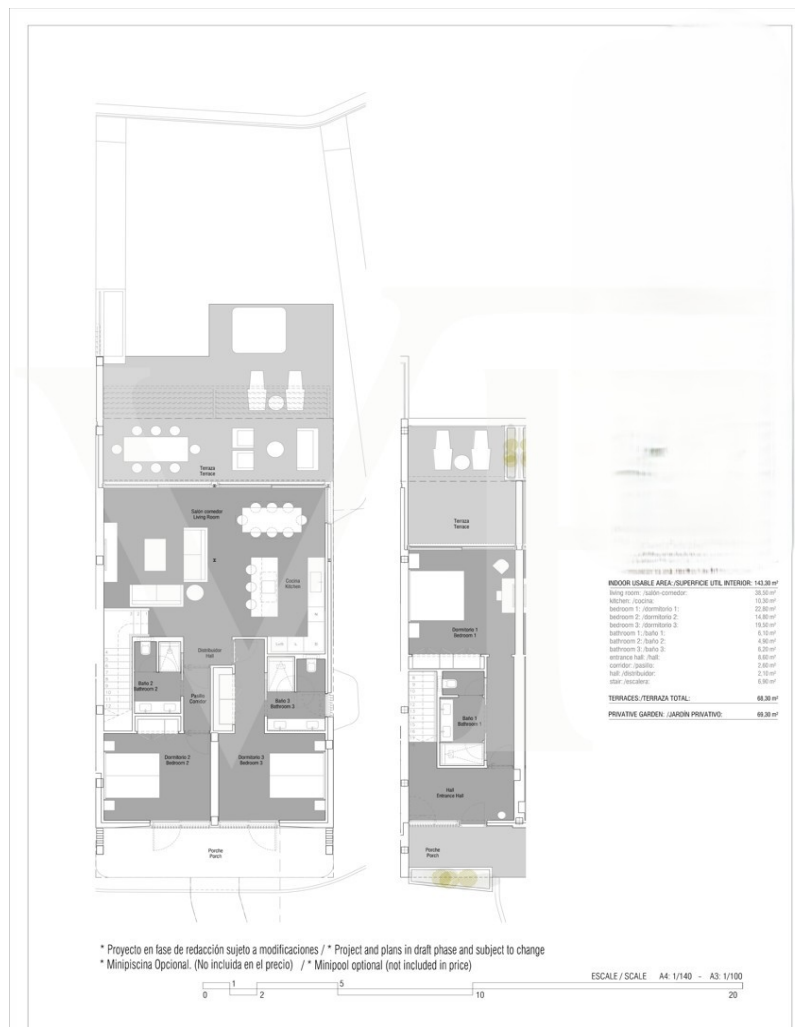 Terraza
Terrace
Salón comedor
Living Room
Cocina
Kitchen
Distribuidor
Hall
Baño 2
Bathroom 2
Pasillo
Corridor
Baño 3
Bathroom 3
Dormitorio 2
Bedroom 2
Dormitorio 3
Bedroom 3
Porche
Porch
Terraza
Terrace
Dormitorio 1
Bedroom 1
Baño 1
Bathroom 1
Hall
Entrance Hall
Porche
Porch
INDOOR USABLE AREA:/SUPERFICIE UTIL INTERIOR: 143,30 m²
living room: /salón-comedor: 38,50 m²
kitchen: /cocina: 10,30 m²
bedroom 1: /dormitorio 1: 22,80 m²
bedroom 2: /dormitorio 2: 14,80 m²
bedroom 3: /dormitorio 3: 19,50 m²
bathroom 1: /baño 1: 6,10 m²
bathroom 2: /baño 2: 4,90 m²
bathroom 3: /baño 3: 6,20 m²
entrance hall: /hall: 8,60 m²
corridor: /pasillo: 2,60 m²
hall: /distribuidor: 2,10 m²
stair: /escalera: 6,90 m²
TERRACES:/TERRAZA TOTAL: 68,30 m²
PRIVATIVE GARDEN: /JARDÍN PRIVATIVO: 69,30 m²
* Proyecto en fase de redacción sujeto a modificaciones / * Project and plans in draft phase and subject to change
* Minipiscina Opcional. (No incluida en el precio) / * Minipool optional (not included in price)
ESCALE / SCALE A4: 1/140 - A3: 1/100
0 1 2 5 10 20